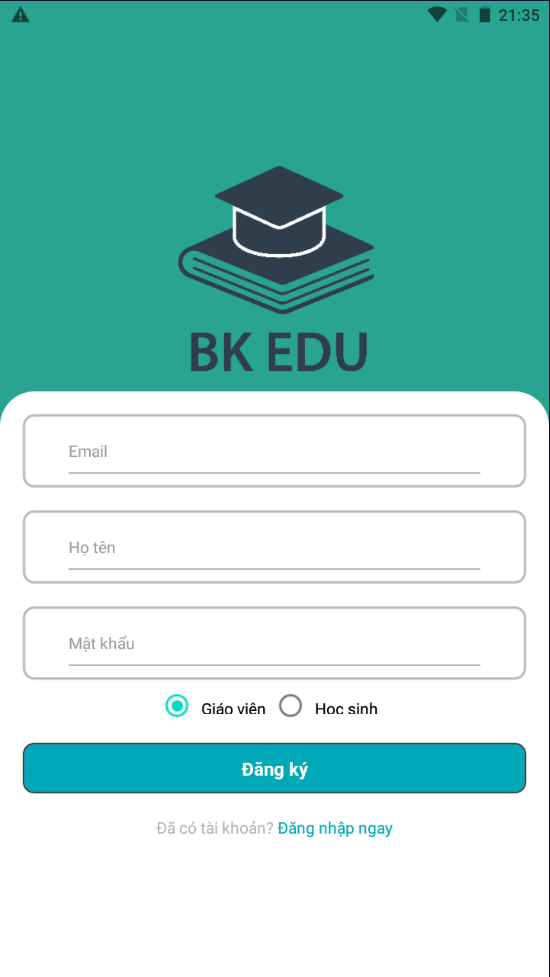 21:35
BK EDU
Email
Họ tên
Mật khẩu
Giáo viên Học sinh
Đăng ký
Đã có tài khoản? Đăng nhập ngay